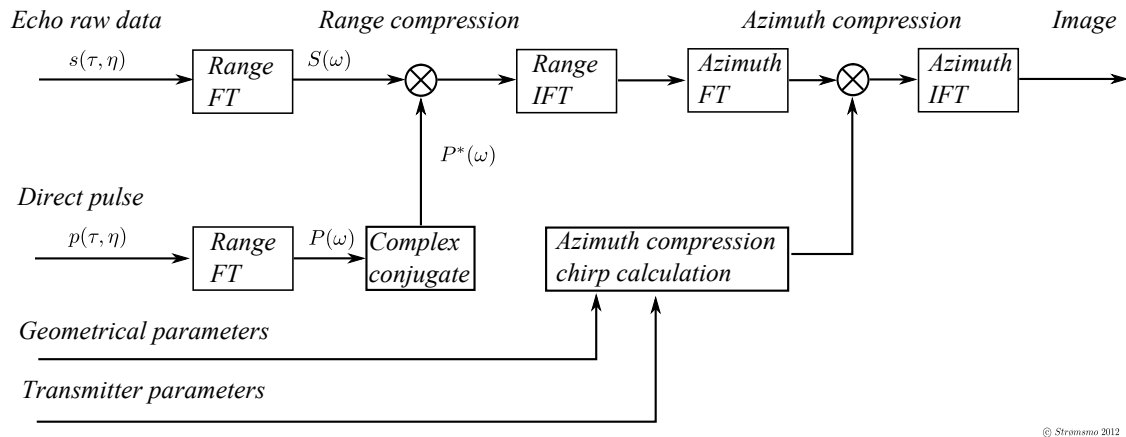 Echo raw data
Range compression
Azimuth compression
Image
s(τ, η)
Range
FT
S(ω)
Range
IFT
Azimuth
FT
Azimuth
IFT
P*(ω)
Direct pulse
p(τ, η)
Range
FT
P(ω)
Complex
conjugate
Azimuth compression
chirp calculation
Geometrical parameters
Transmitter parameters
© Strømsmo 2012